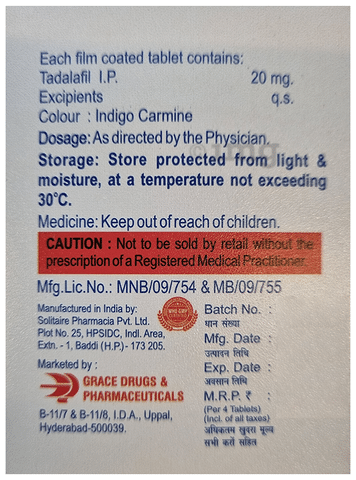 Each film coated tablet contains:
Tadalafil I.P. 20 mg.
Excipients q.s.
Colour : Indigo Carmine
Dosage: As directed by the Physician.
Storage: Store protected from light &
moisture, at a temperature not exceeding
30°C.
Medicine: Keep out of reach of children.
CAUTION : Not to be sold by retail without the
prescription of a Registered Medical Practitioner.
Mfg.Lic.No.: MNB/09/754 & MB/09/755
Manufactured in India by:
Solitaire Pharmacia Pvt. Ltd.
Plot No. 25, HPSIDC, Indl. Area,
Extn. - 1, Baddi (H.P.)- 173 205.
WHO GMP
Marketed by :
GRACE DRUGS &
PHARMACEUTICALS
B-11/7 & B-11/8, I.D.A., Uppal,
Hyderabad-500039.
Batch No. :
घान संख्या
Mfg. Date :
उत्पादन तिथि
Exp. Date :
अवसान तिथि
M.R.P. ₹ :
(Per 4 Tablets)
(Incl. of all taxes)
अधिकतम खुदरा मूल्य
सभी करों सहित